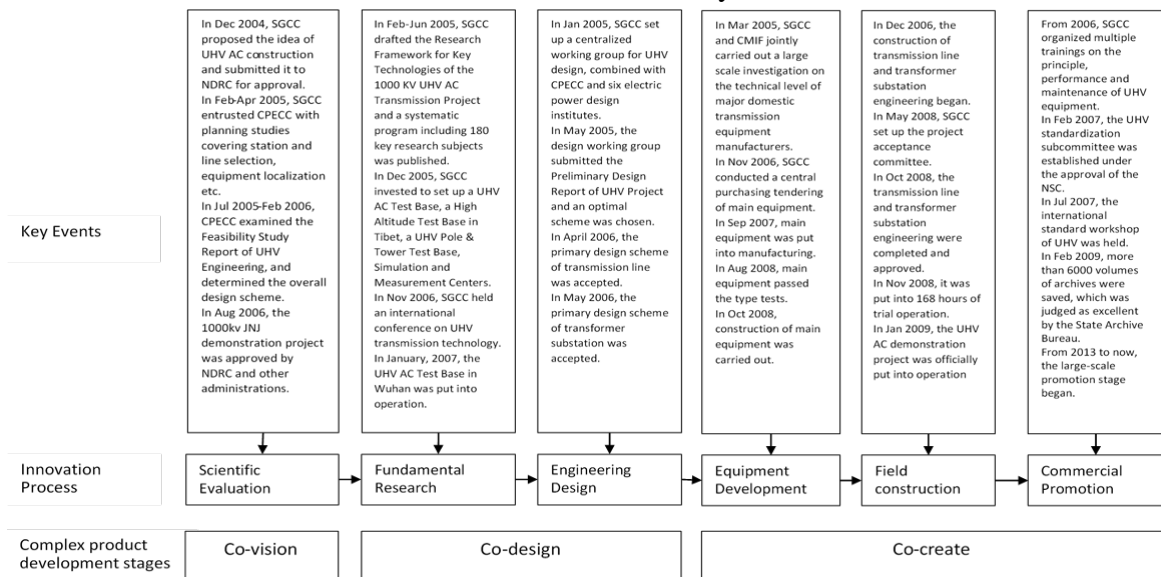 Key Events
In Dec 2004, SGCC
proposed the idea of
UHV AC construction
and submitted it to
NDRC for approval.
In Feb-Apr 2005, SGCC
entrusted CPECC with
planning studies
covering station and
line selection,
equipment localization
etc.
In Jul 2005-Feb 2006,
CPECC examined the
Feasibility Study
Report of UHV
Engineering, and
determined the overall
design scheme.
In Aug 2006, the
1000kv JNJ
demonstration project
was approved by
NDRC and other
administrations.
In Feb-Jun 2005, SGCC
drafted the Research
Framework for Key
Technologies of the
1000 KV UHV AC
Transmission Project
and a systematic
program including 180
key research subjects
was published.
In Dec 2005, SGCC
invested to set up a UHV
AC Test Base, a High
Altitude Test Base in
Tibet, a UHV Pole &
Tower Test Base,
Simulation and
Measurement Centers.
In Nov 2006, SGCC held
an international
conference on UHV
transmission technology.
In January, 2007, the
UHV AC Test Base in
Wuhan was put into
operation.
In Jan 2005, SGCC set
up a centralized
working group for UHV
design, combined with
CPECC and six electric
power design
institutes.
In May 2005, the
design working group
submitted the
Preliminary Design
Report of UHV Project
and an optimal
scheme was chosen.
In April 2006, the
primary design scheme
of transmission line
was accepted.
In May 2006, the
primary design scheme
of transformer
substation was
accepted.
In Mar 2005, SGCC
and CMIF jointly
carried out a large
scale investigation on
the technical level of
major domestic
transmission
equipment
manufacturers.
In Nov 2006, SGCC
conducted a central
purchasing tendering
of main equipment.
In Sep 2007, main
equipment was put
into manufacturing.
In Aug 2008, main
equipment passed
the type tests.
In Oct 2008,
construction of main
equipment was
carried out.
In Dec 2006, the
construction of
transmission line
and transformer
substation
engineering began.
In May 2008, SGCC
set up the project
acceptance
committee.
In Oct 2008, the
transmission line
and transformer
substation
engineering were
completed and
approved.
In Nov 2008, it was
put into 168 hours of
trial operation.
In Jan 2009, the UHV
AC demonstration
project was officially
put into operation
From 2006, SGCC
organized multiple
trainings on the
principle,
performance and
maintenance of UHV
equipment.
In Feb 2007, the UHV
standardization
subcommittee was
established under
the approval of the
NSC.
In Jul 2007, the
international
standard workshop
of UHV was held.
In Feb 2009, more
than 6000 volumes
of archives were
saved, which was
judged as excellent
by the State Archive
Bureau.
From 2013 to now,
the large-scale
promotion stage
began.
Innovation
Process
Scientific
Evaluation
Fundamental
Research
Engineering
Design
Equipment
Development
Field
construction
Commercial
Promotion
Complex product
development stages
Co-vision
Co-design
Co-create